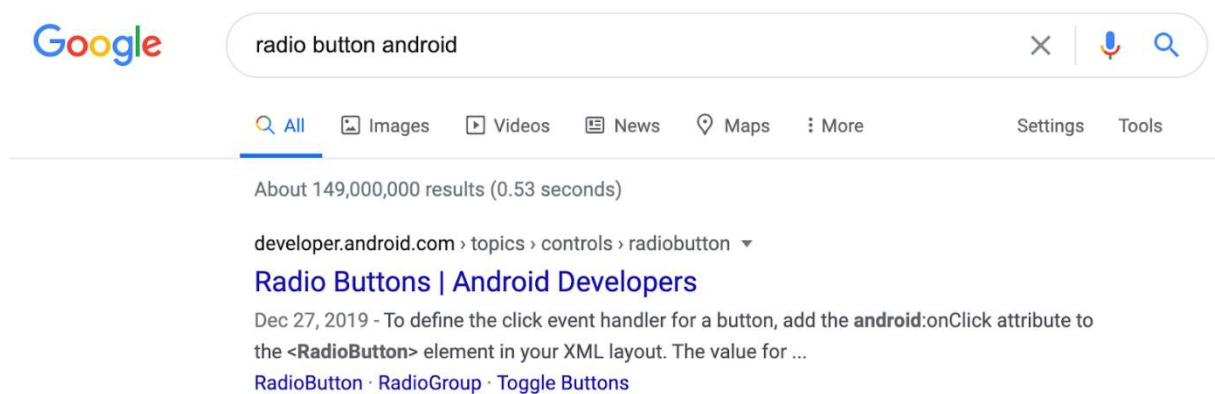 Google radio button android
All Images Videos News Maps More Settings Tools
About 149,000,000 results (0.53 seconds)
developer.android.com › topics › controls › radiobutton
Radio Buttons | Android Developers
Dec 27, 2019 - To define the click event handler for a button, add the android:onClick attribute to
the <RadioButton> element in your XML layout. The value for ...
RadioButton · RadioGroup · Toggle Buttons